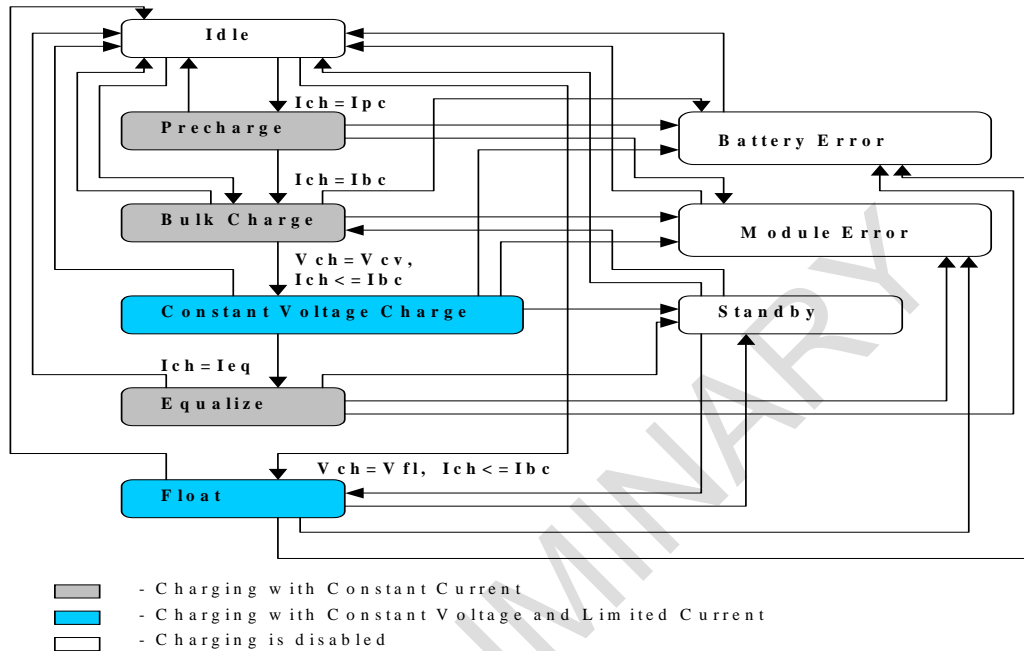 Idle
Ich=Ipc
Precharge
Battery Error
Ich=Ibc
Bulk Charge
Module Error
Vch=Vcv,
Ich<=Ibc
Constant Voltage Charge
Standby
Ich=Ieq
Equalize
Vch=Vfl, Ich<=Ibc
Float
- Charging with Constant Current
- Charging with Constant Voltage and Limited Current
- Charging is disabled
IMINARY